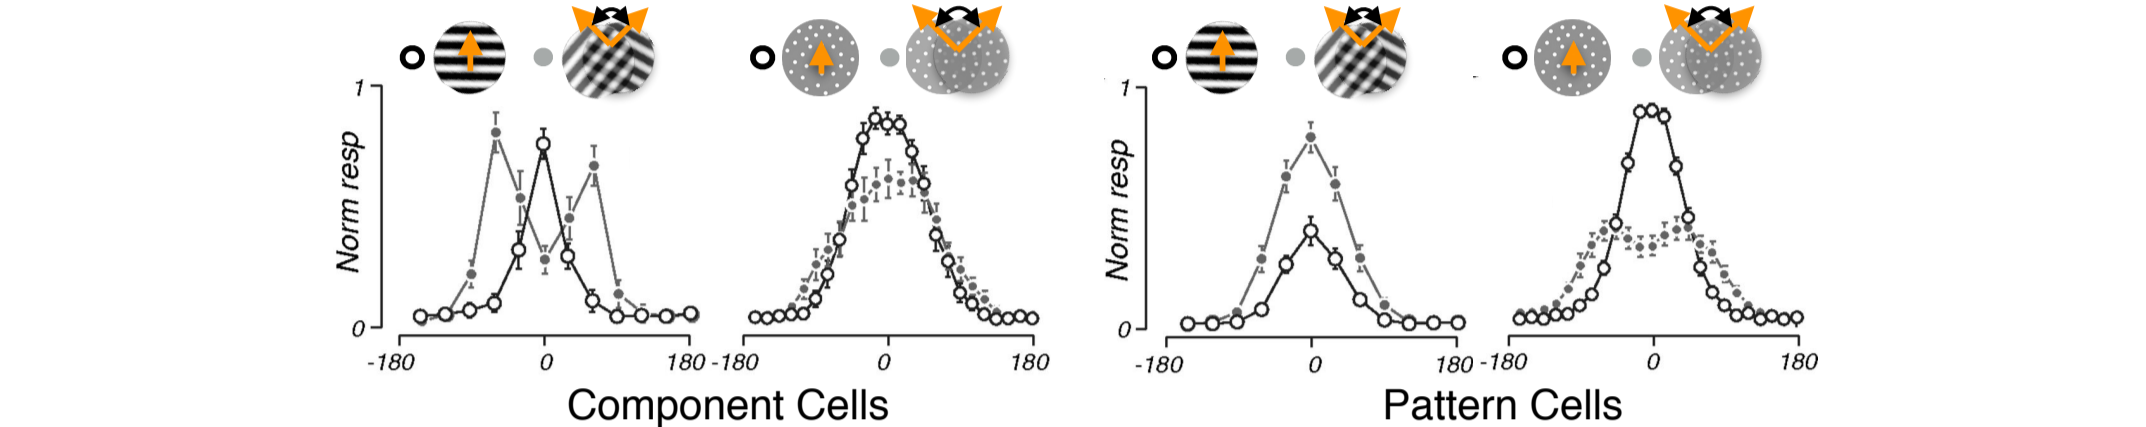 1
Norm resp
0
-180 0 180
-180 0 180
Component Cells
1
Norm resp
0
-180 0 180
-180 0 180
Pattern Cells